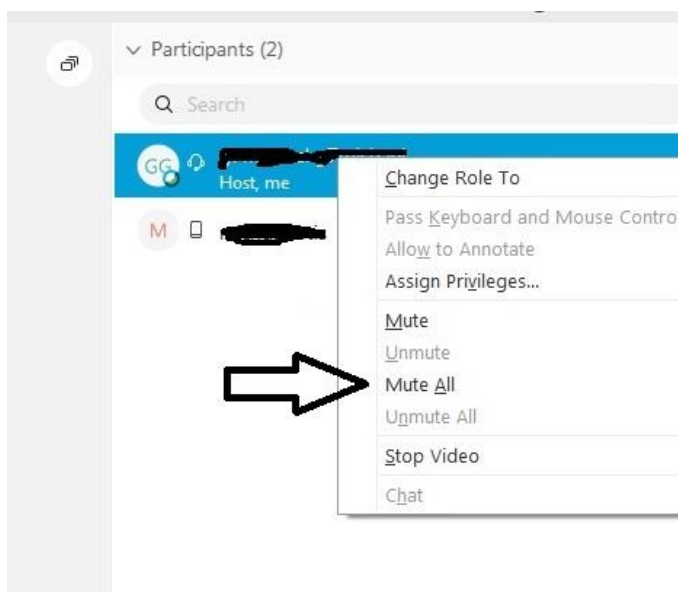 Participants (2)
Search
GG
Host, me
M
Change Role To
Pass Keyboard and Mouse Contro
Allow to Annotate
Assign Privileges...
Mute
Unmute
Mute All
Unmute All
Stop Video
Chat